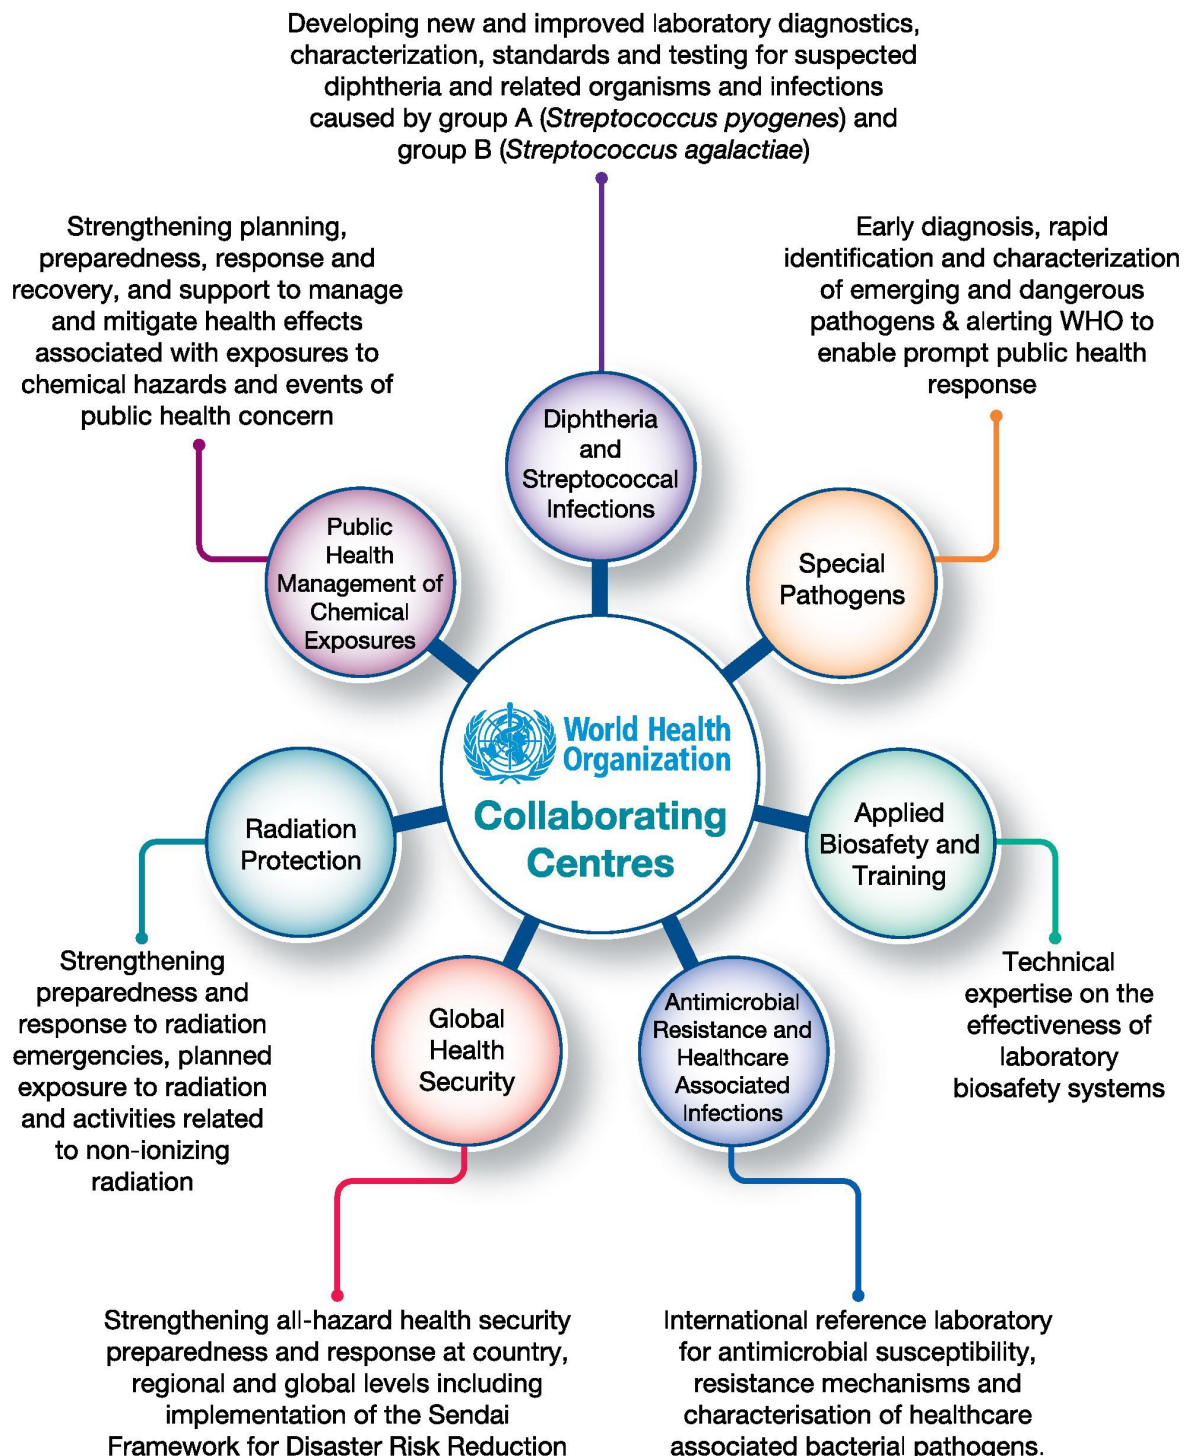 Developing new and improved laboratory diagnostics,
characterization, standards and testing for suspected
diphtheria and related organisms and infections
caused by group A (Streptococcus pyogenes) and
group B (Streptococcus agalactiae)
Strengthening planning,
preparedness, response and
recovery, and support to manage
and mitigate health effects
associated with exposures to
chemical hazards and events of
public health concern
Early diagnosis, rapid
identification and characterization
of emerging and dangerous
pathogens & alerting WHO to
enable prompt public health
response
Diphtheria
and
Streptococcal
Infections
Public
Health
Management of
Chemical
Exposures
Special
Pathogens
World Health
Organization
Collaborating
Centres
Radiation
Protection
Applied
Biosafety and
Training
Strengthening
preparedness and
response to radiation
emergencies, planned
exposure to radiation
and activities related
to non-ionizing
radiation
Global
Health
Security
Antimicrobial
Resistance and
Healthcare
Associated
Infections
Technical
expertise on the
effectiveness of
laboratory
biosafety systems
Strengthening all-hazard health security
preparedness and response at country,
regional and global levels including
implementation of the Sendai
Framework for Disaster Risk Reduction
International reference laboratory
for antimicrobial susceptibility,
resistance mechanisms and
characterisation of healthcare
associated bacterial pathogens.